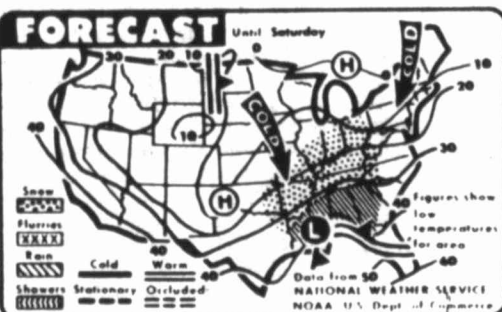 FORECAST Until Saturday
30 20 10 0
COLD
H
0
10
20
COLD
10
40
30
H
Snow
40 Figures show
low
temperatures
for area
Flurries
L
Rain
40
40
50
Cold Warm
Data from
Showers Stationary Occluded
NATIONAL WEATHER SERVICE
NOAA U.S. Dept. of Commerce